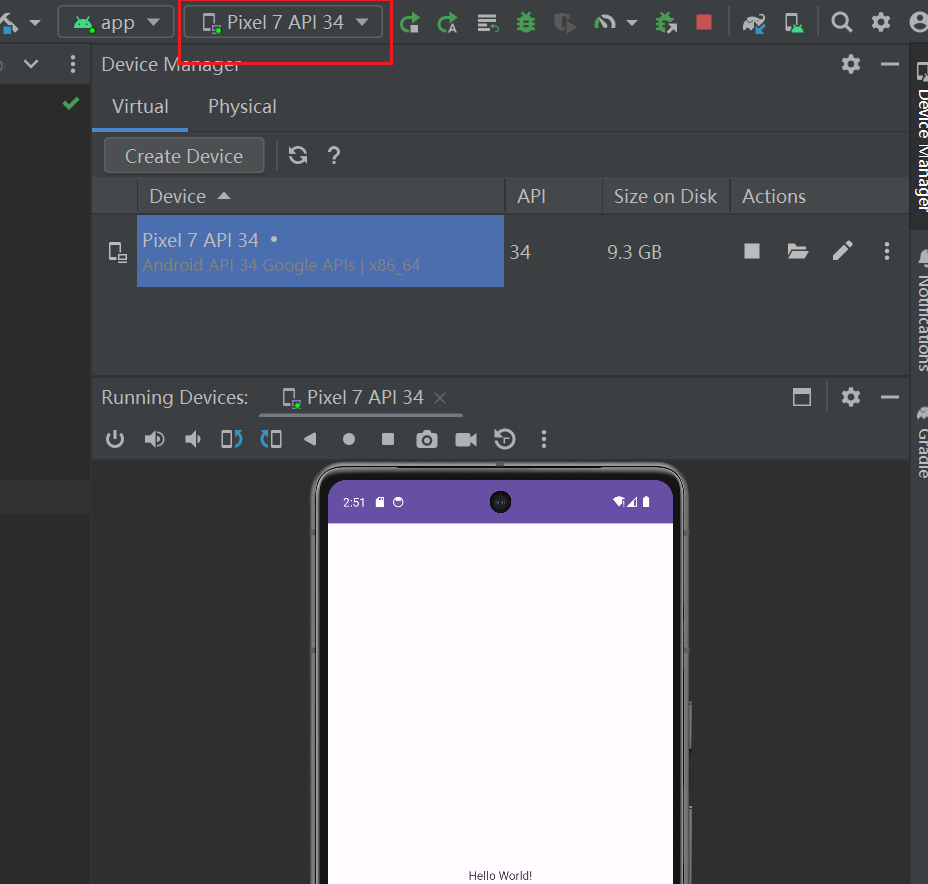 app
Pixel 7 API 34
Device Manager
Virtual
Physical
Create Device
?
Device
API
Size on Disk
Actions
Pixel 7 API 34 •
Android API 34 Google APIs | x86_64
34
9.3 GB
Running Devices:
Pixel 7 API 34
2:51
Hello World!
Device Manager
Notifications
Gradle